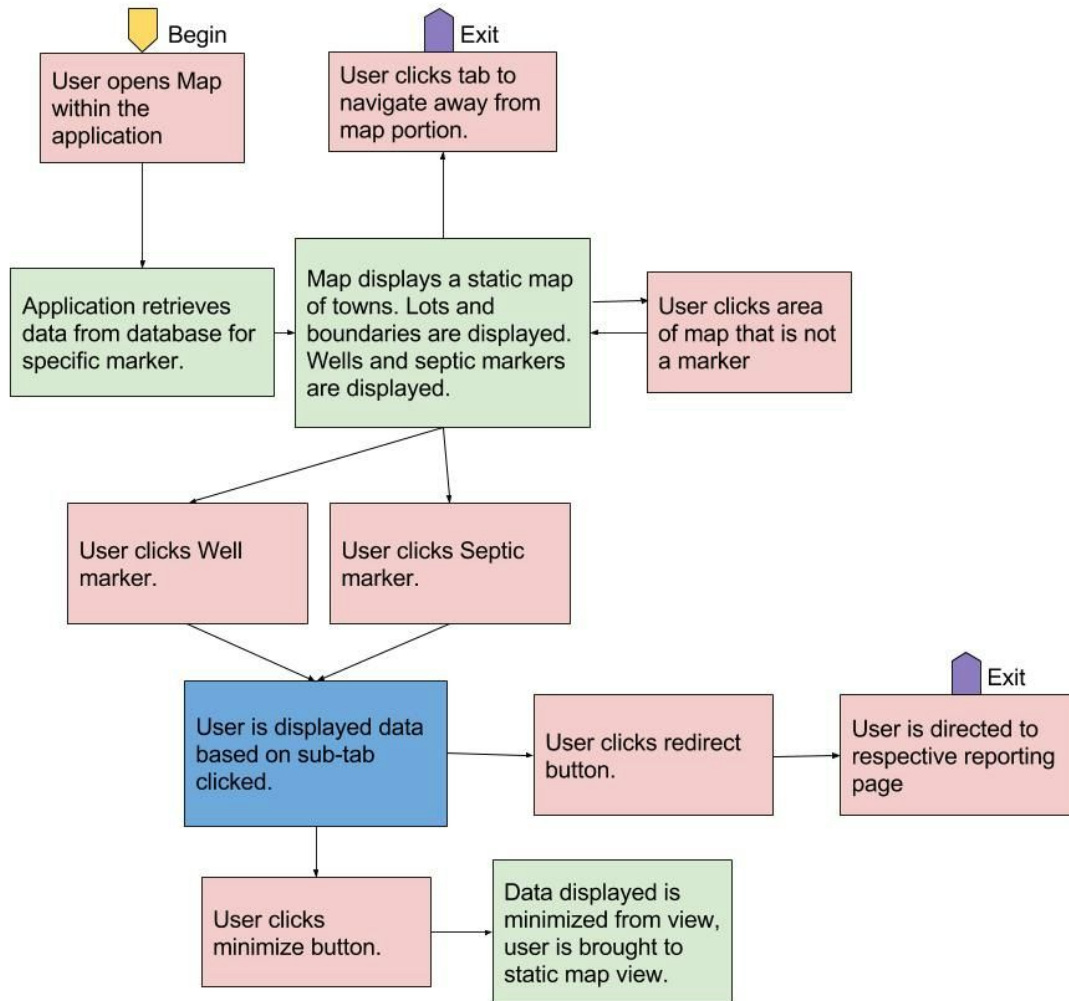 Begin
Exit
User opens Map
within the
application
User clicks tab to
navigate away from
map portion.
Application retrieves
data from database for
specific marker.
Map displays a static map
of towns. Lots and
boundaries are displayed.
Wells and septic markers
are displayed.
User clicks area
of map that is not
a marker
User clicks Well
marker.
User clicks Septic
marker.
User is displayed data
based on sub-tab
clicked.
User clicks redirect
button.
Exit
User is directed to
respective reporting
page
User clicks
minimize button.
Data displayed is
minimized from view,
user is brought to
static map view.